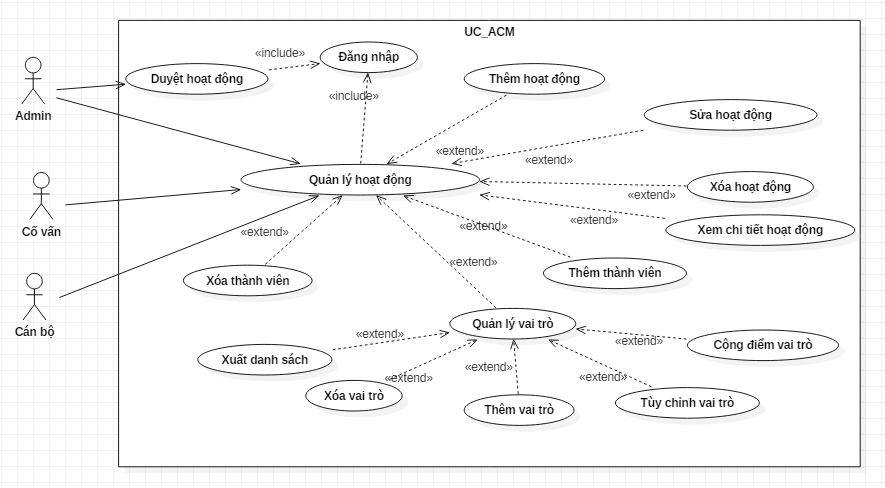 UC_ACM
«include»
Đăng nhập
Duyệt hoạt động
Thêm hoạt động
«include»
Admin
Sửa hoạt động
«extend»
«extend»
Quản lý hoạt động
Xóa hoạt động
«extend»
«extend»
Cố vấn
«extend»
«extend»
Xem chi tiết hoạt động
«extend»
Xóa thành viên
Thêm thành viên
Cán bộ
Quản lý vai trò
«extend»
«extend»
Cộng điểm vai trò
Xuất danh sách
«extend»
«extend»
«extend»
Xóa vai trò
Thêm vai trò
Tùy chỉnh vai trò